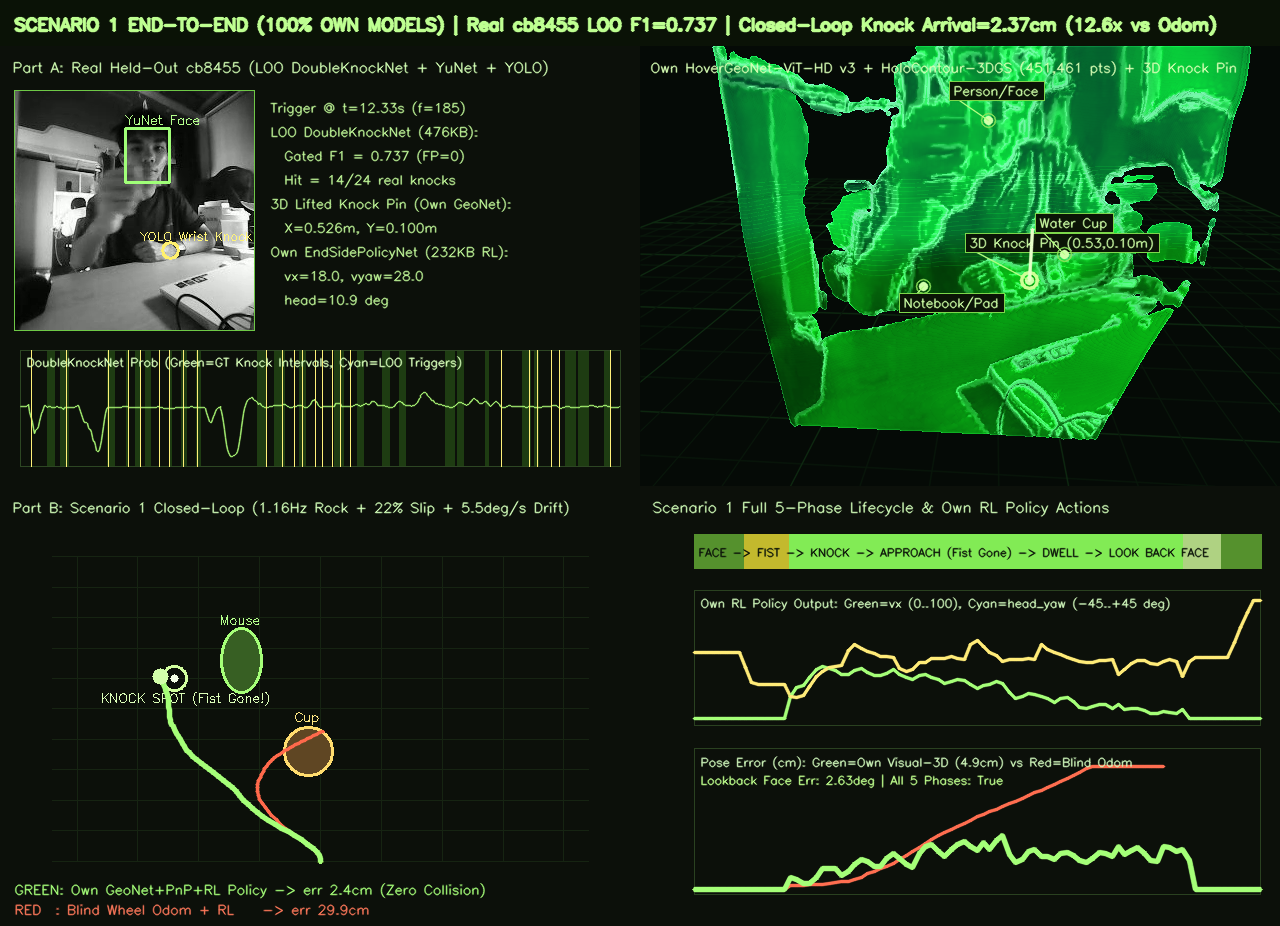 SCENARIO 1 END-TO-END (100% OWN MODELS) | Real cb8455 LOO F1=0.737 | Closed-Loop Knock Arrival=2.37cm (12.6x vs Odom)
Part A: Real Held-Out cb8455 (LOO DoubleKnockNet + YuNet + YOLO)
YuNet Face
YOLO Wrist Knock
Trigger @ t=12.33s (f=185)
LOO DoubleKnockNet (476KB):
Gated F1 = 0.737 (FP=0)
Hit = 14/24 real knocks
3D Lifted Knock Pin (Own GeoNet):
X=0.526m, Y=0.100m
Own EndSidePolicyNet (232KB RL):
vx=18.0, vyaw=28.0
head=10.9 deg
DoubleKnockNet Prob (Green=GT Knock Intervals, Cyan=LOO Triggers)
Own HoverGeoNet-ViT-HD v3 + HoloContour-3DGS (451,461 pts) + 3D Knock Pin
Person/Face
Water Cup
3D Knock Pin (0.53,0.10m)
Notebook/Pad
Part B: Scenario 1 Closed-Loop (1.16Hz Rock + 22% Slip + 5.5deg/s Drift)
Mouse
KNOCK SPOT (Fist Gone!)
Cup
GREEN: Own GeoNet+PnP+RL Policy -> err 2.4cm (Zero Collision)
RED : Blind Wheel Odom + RL -> err 29.9cm
Scenario 1 Full 5-Phase Lifecycle & Own RL Policy Actions
FACE -> FIST -> KNOCK -> APPROACH (Fist Gone) -> DWELL -> LOOK BACK FACE
Own RL Policy Output: Green=vx (0..100), Cyan=head_yaw (-45..+45 deg)
Pose Error (cm): Green=Own Visual-3D (4.9cm) vs Red=Blind Odom
Lookback Face Err: 2.63deg | All 5 Phases: True